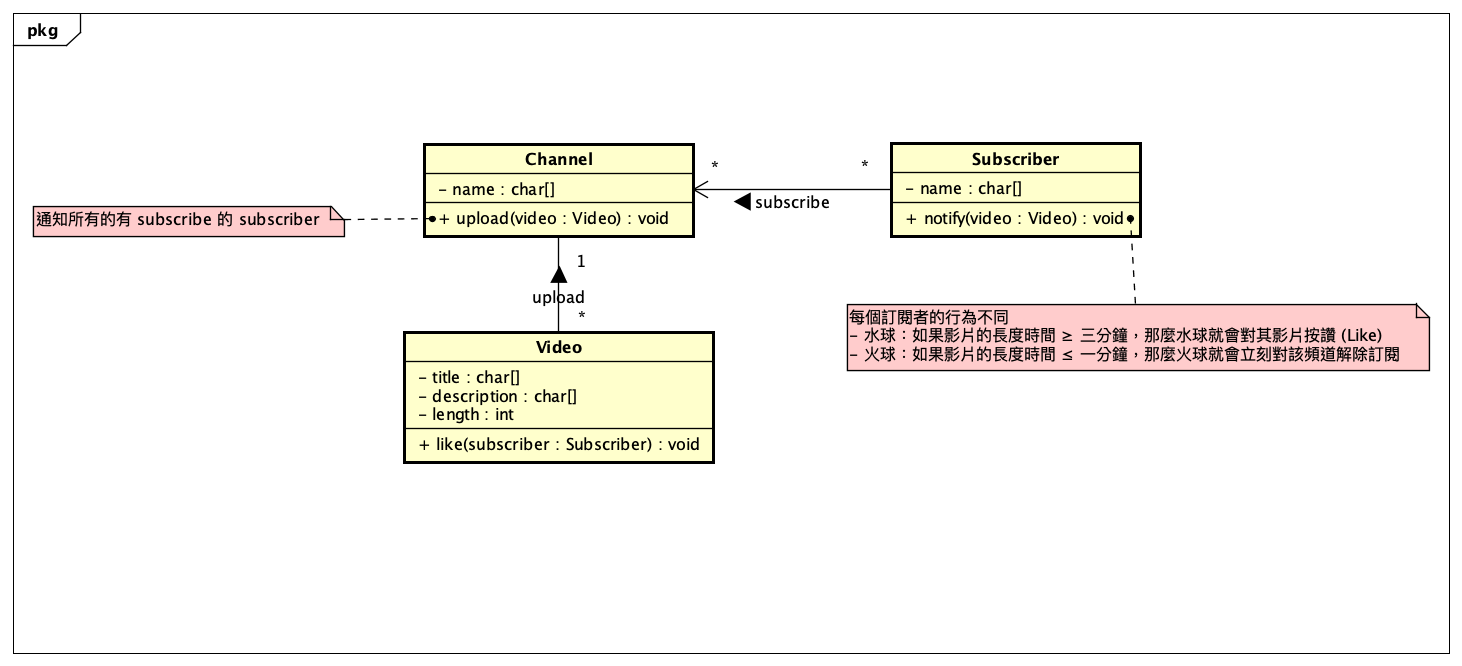 pkg
Channel
– name : char[]
+ upload(video : Video) : void
通知所有的有 subscribe 的 subscriber
*
*
subscribe
Subscriber
– name : char[]
+ notify(video : Video) : void
1
upload
*
每個訂閱者的行為不同
– 水球：如果影片的長度時間 ≥ 三分鐘，那麼水球就會對其影片按讚 (Like)
– 火球：如果影片的長度時間 ≤ 一分鐘，那麼火球就會立刻對該頻道解除訂閱
Video
– title : char[]
– description : char[]
– length : int
+ like(subscriber : Subscriber) : void